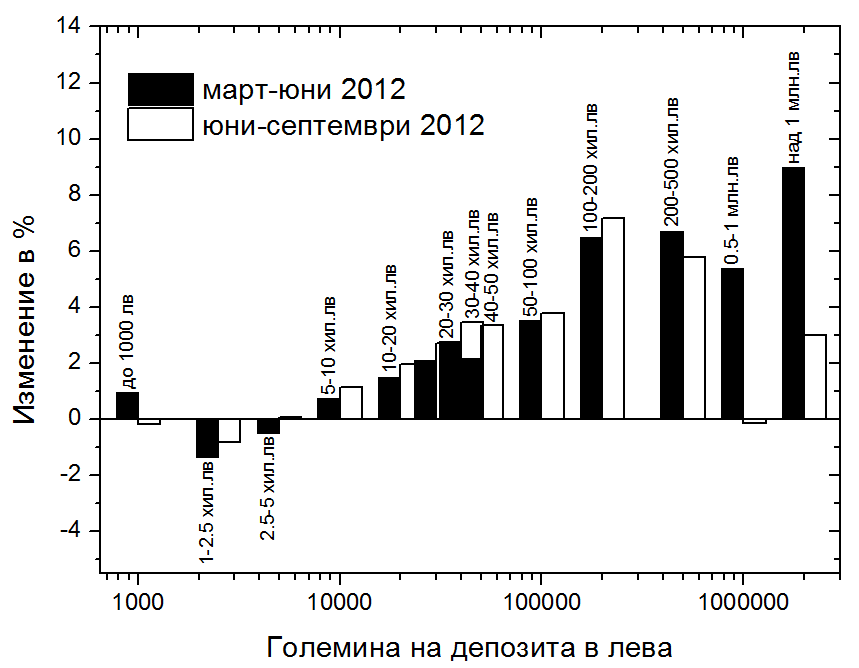 14
12
10
8
6
4
2
0
-2
-4
Изменение в %
март-юни 2012
юни-септември 2012
до 1000 лв
1-2.5 хил.лв
2.5-5 хил.лв
5-10 хил.лв
10-20 хил.лв
20-30 хил.лв
30-40 хил.лв
40-50 хил.лв
50-100 хил.лв
100-200 хил.лв
200-500 хил.лв
0.5-1 млн.лв
над 1 млн.лв
1000 10000 100000 1000000
Големина на депозита в лева